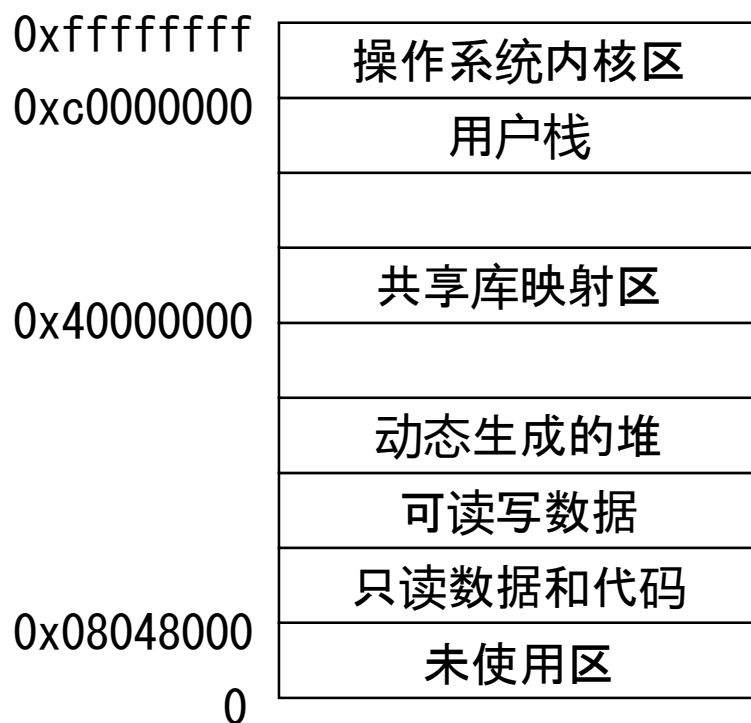 0xffffffff
操作系统内核区
0xc0000000
用户栈
共享库映射区
0x40000000
动态生成的堆
可读写数据
只读数据和代码
0x08048000
未使用区
0